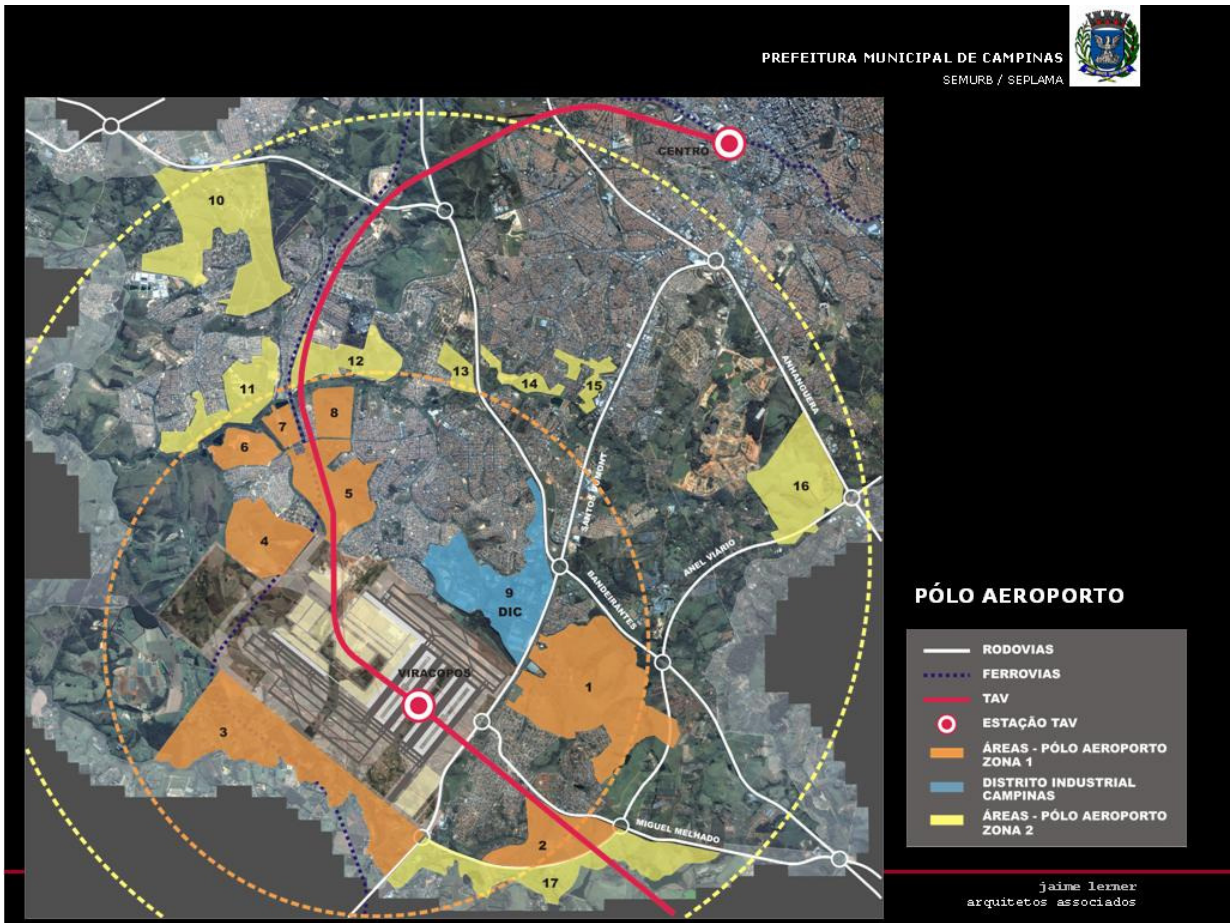 PREFEITURA MUNICIPAL DE CAMPINAS
SEMURB / SEPLAMA
CENTRO
10
12
13
14
15
11
ANHANGUERA
8
7
6
SANTOS DUMONT
16
5
4
ANEL VIÁRIO
9
DIC
BANDEIRANTES
PÓLO AEROPORTO
RODOVIAS
FERROVIAS
TAV
ESTAÇÃO TAV
ÁREAS - PÓLO AEROPORTO
ZONA 1
DISTRITO INDUSTRIAL
CAMPINAS
ÁREAS - PÓLO AEROPORTO
ZONA 2
VIRACOPOS
1
3
MIGUEL MELHADO
2
17
jaime lerner
arquitetos associados